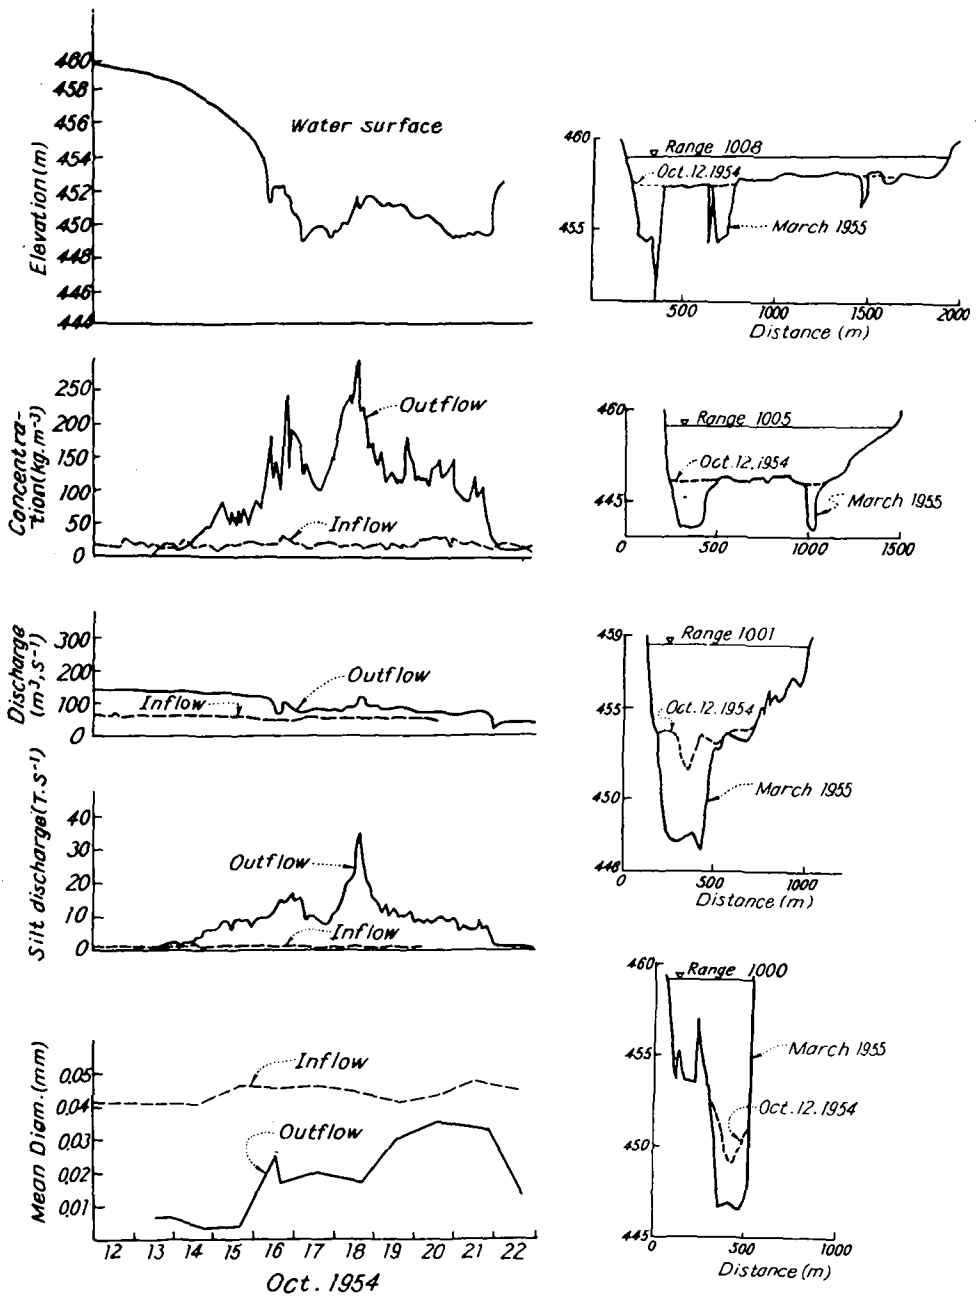 460
458
456
454
452
450
448
446
444
Elevation (m)
Water surface
250
200
150
100
50
0
Concentra-
tion (kg.m-3)
Outflow
Inflow
300
200
100
0
Discharge
(m³.s-1)
Outflow
Inflow
40
30
20
10
0
Silt discharge (T.S-1)
Outflow
Inflow
0,05
0,04
0,03
0,02
0,01
Mean Diam. (mm)
Inflow
Outflow
12 13 14 15 16 17 18 19 20 21 22
Oct. 1954
460
455
Range 1008
Oct.12.1954
March 1955
500 1000 1500 2000
Distance (m)
460
445
Range 1005
Oct.12,1954
March 1955
0 500 1000 1500
459
455
450
446
Range 1001
Oct.12.1954
March 1955
0 500 1000
Distance (m)
460
455
450
445
Range 1000
March 1955
Oct.12.1954
0 500 1000
Distance (m)